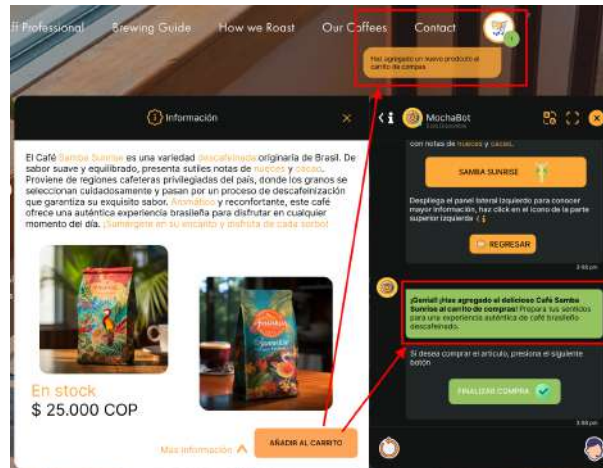 Professional Brewing Guide How we Roast Our Coffees Contact
Has agregado un nuevo producto al
carrito de compras
Información
El Café Samba Sunrise es una variedad descafeinada originaria de Brasil. De
sabor suave y equilibrado, presenta sutiles notas de nueces y cacao.
Proviene de regiones cafeteras privilegiadas del país, donde los granos se
seleccionan cuidadosamente y pasan por un proceso de descafeinización
que garantiza su exquisito sabor. Aromático y reconfortante, este café
ofrece una auténtica experiencia brasileña para disfrutar en cualquier
momento del día. ¡Sumérgete en su encanto y disfruta de cada sorbo!
En stock
$ 25.000 COP
Mas información
AÑADIR AL CARRITO
MochaBot
con notas de nueces y cacao.
SAMBA SUNRISE
Despliega el panel lateral izquierdo para conocer
mayor información, haz click en el icono de la parte
superior izquierda
REGRESAR
¡Genial! ¡Has agregado el delicioso Café Samba
Sunrise al carrito de compras! Prepara tus sentidos
para una experiencia auténtica de café brasileño
descafeinado.
Si desea comprar el artículo, presiona el siguiente
botón
FINALIZAR COMPRA